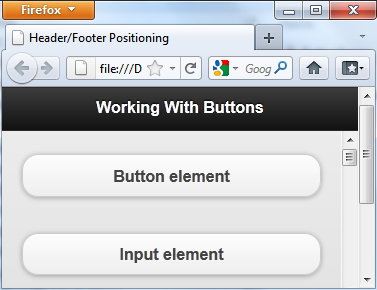 Firefox
Header/Footer Positioning
file:///D
Goog
Working With Buttons
Button element
Input element